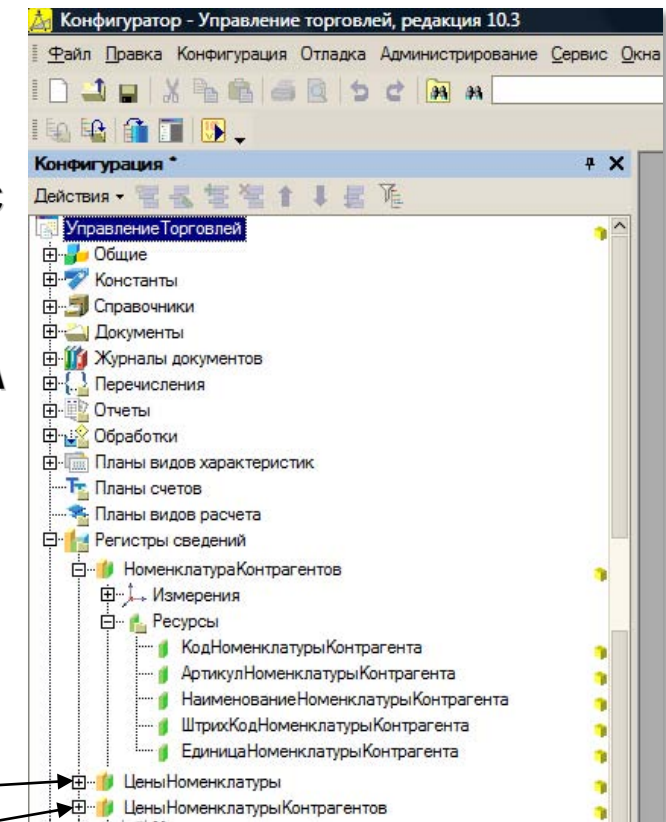 Конфигуратор - Управление торговлей, редакция 10.3
Файл Правка Конфигурация Отладка Администрирование Сервис Окна
Конфигурация *
Действия
УправлениеТорговлей
Общие
Константы
Справочники
Документы
Журналы документов
Перечисления
Отчеты
Обработки
Планы видов характеристик
Планы счетов
Планы видов расчета
Регистры сведений
НоменклатураКонтрагентов
Измерения
Ресурсы
КодНоменклатурыКонтрагента
АртикулНоменклатурыКонтрагента
НаименованиеНоменклатурыКонтрагента
ШтрихКодНоменклатурыКонтрагента
ЕдиницаНоменклатурыКонтрагента
ЦеныНоменклатуры
ЦеныНоменклатурыКонтрагентов